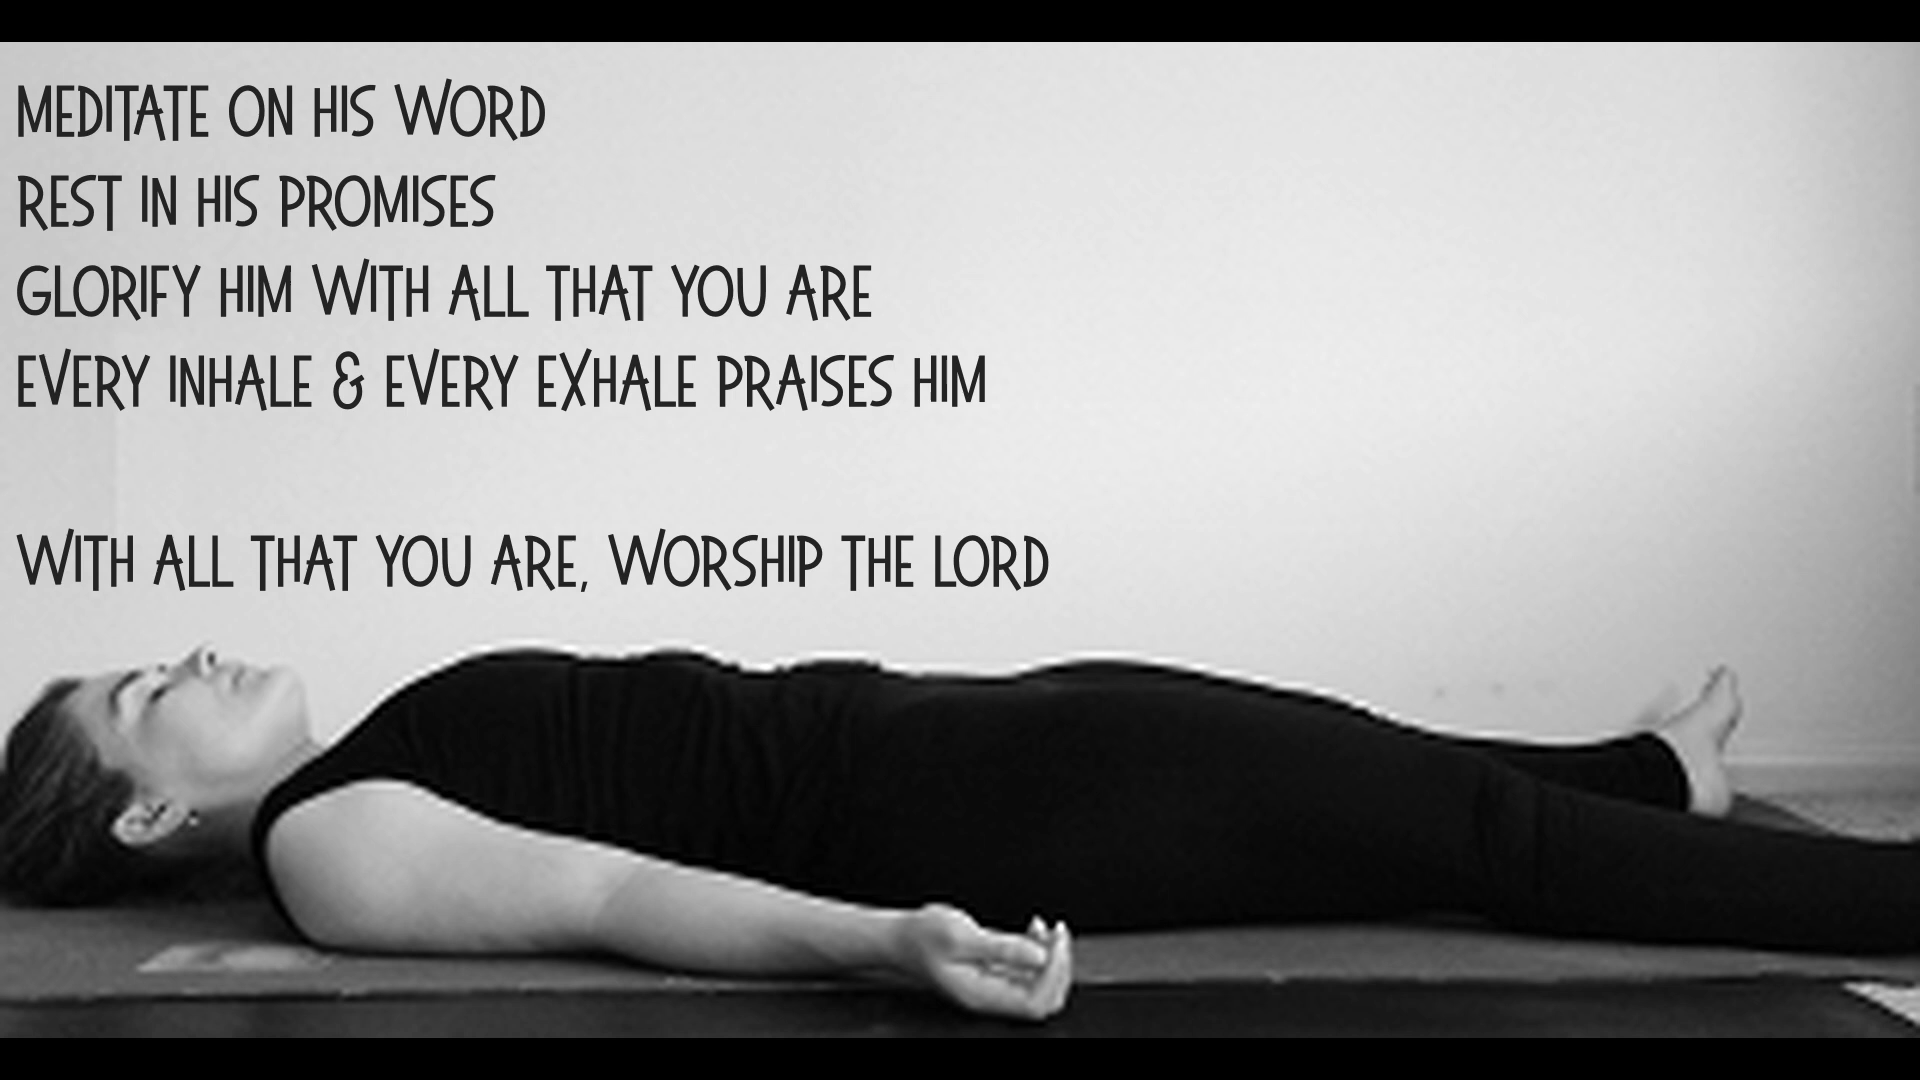 MEDITATE ON HIS WORD
REST IN HIS PROMISES
GLORIFY HIM WITH ALL THAT YOU ARE
EVERY INHALE & EVERY EXHALE PRAISES HIM
WITH ALL THAT YOU ARE, WORSHIP THE LORD